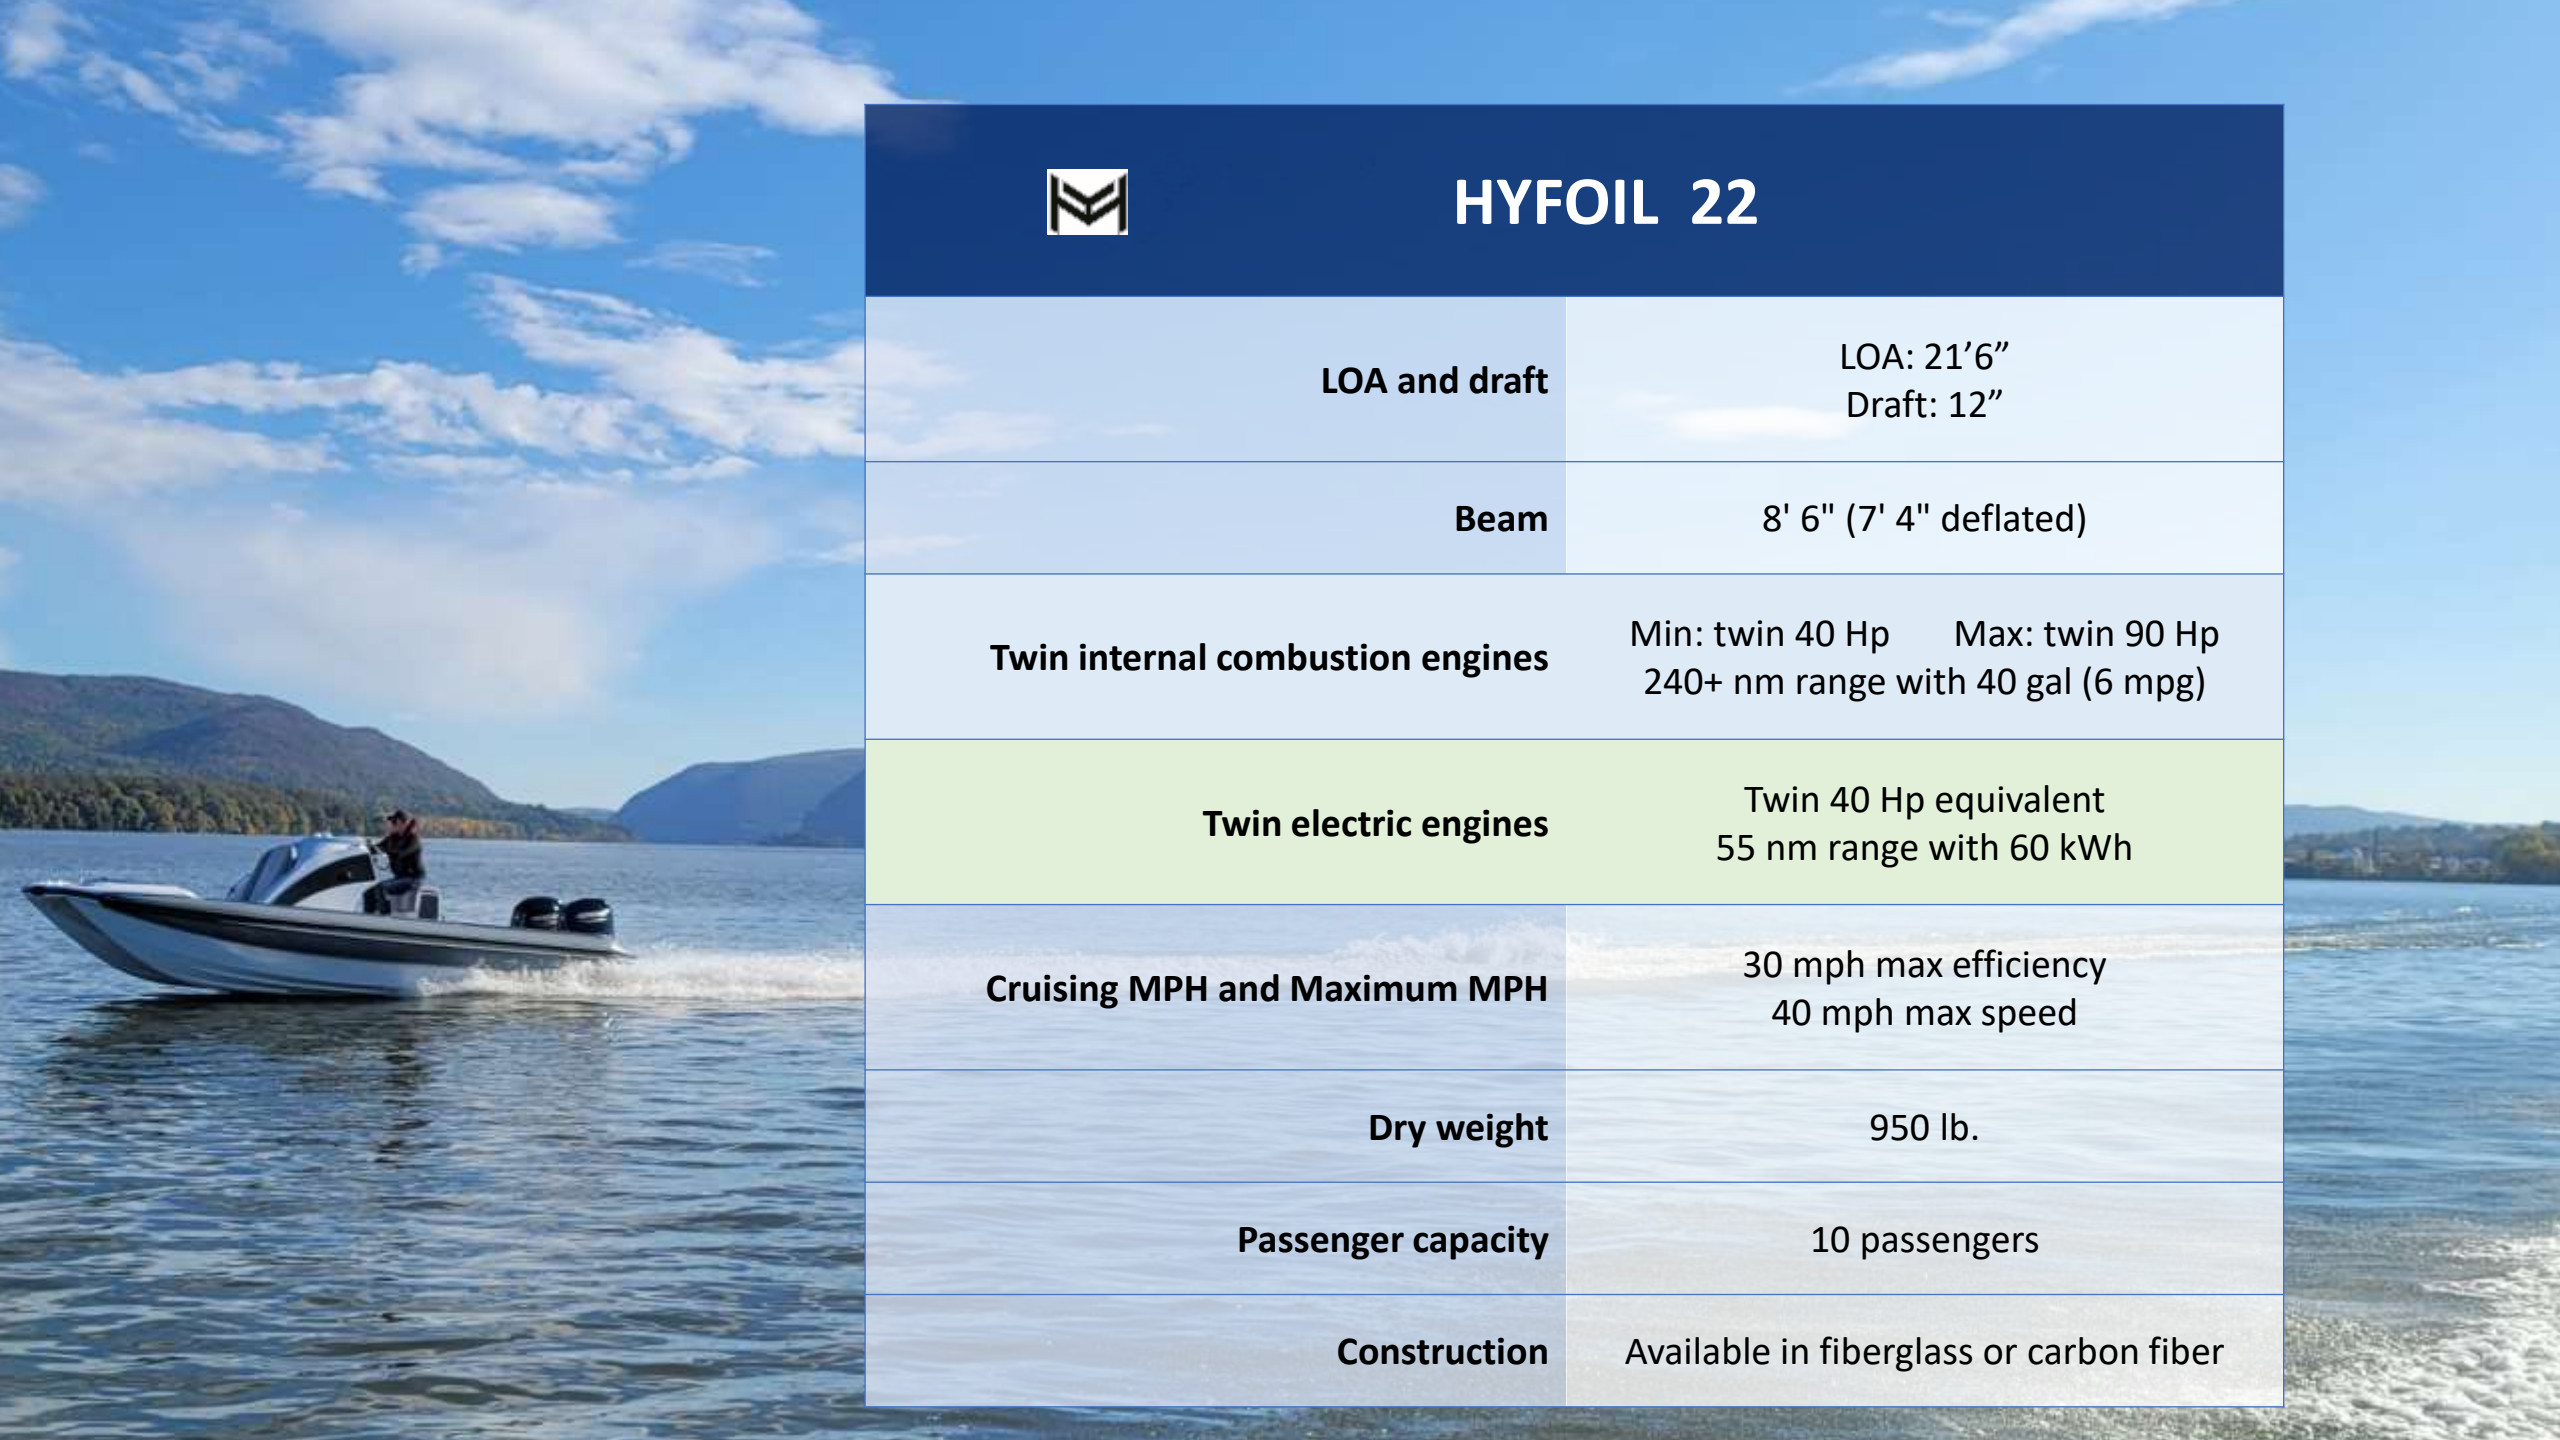 HYFOIL  22
LOA and draft
LOA: 21’6”
Draft: 12”
Beam
8' 6" (7' 4" deflated)
Twin internal combustion engines
Min: twin 40 Hp      Max: twin 90 Hp
240+ nm range with 40 gal (6 mpg)
Twin electric engines
Twin 40 Hp equivalent
55 nm range with 60 kWh
Cruising MPH and Maximum MPH
30 mph max efficiency
40 mph max speed
Dry weight
950 lb.
Passenger capacity
10 passengers
Construction
Available in fiberglass or carbon fiber